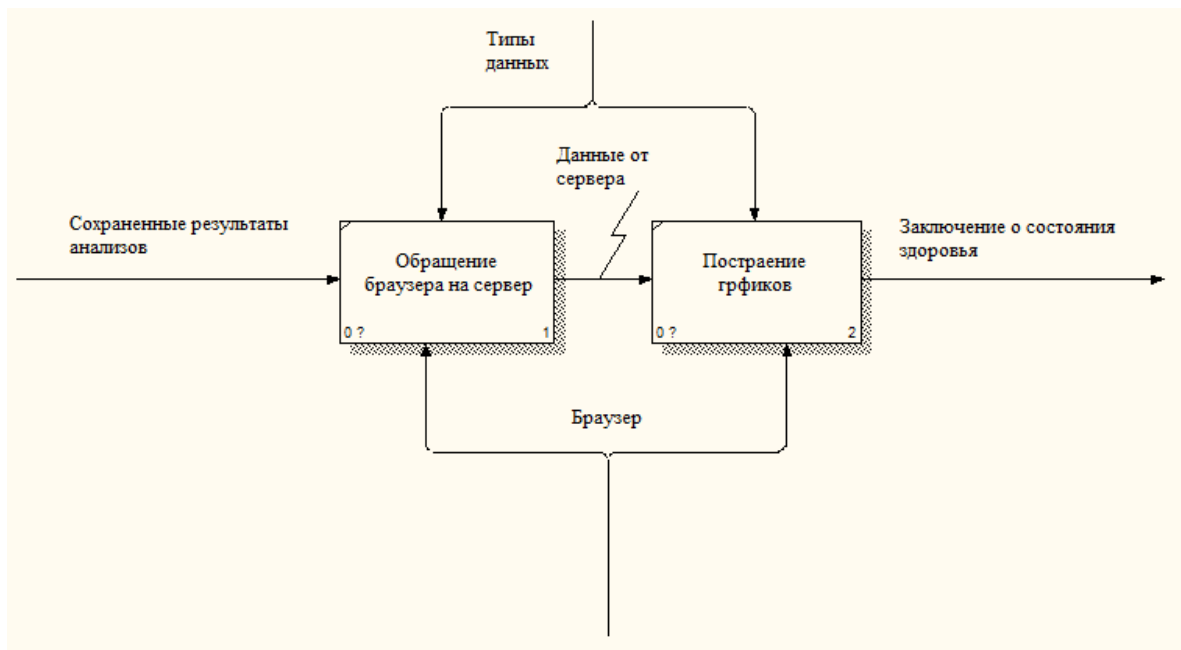 Типы
данных
Данные от
сервера
Сохраненные результаты
анализов
Заключение о состояния
здоровья
Обращение
браузера на сервер
0 ?
1
Постраение
грфиков
0 ?
2
Браузер